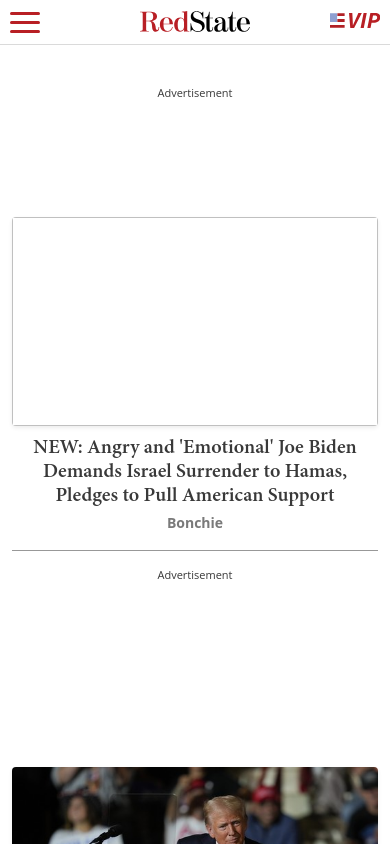 RedState
VIP
Advertisement
NEW: Angry and 'Emotional' Joe Biden
Demands Israel Surrender to Hamas,
Pledges to Pull American Support
Bonchie
Advertisement